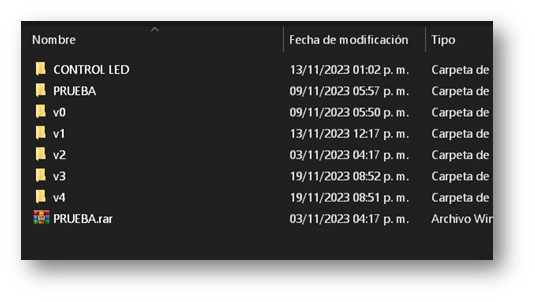 Nombre Fecha de modificación Tipo
CONTROL LED 13/11/2023 01:02 p. m. Carpeta de
PRUEBA 09/11/2023 05:57 p. m. Carpeta de
v0 09/11/2023 05:50 p. m. Carpeta de
v1 13/11/2023 12:17 p. m. Carpeta de
v2 03/11/2023 04:17 p. m. Carpeta de
v3 19/11/2023 08:52 p. m. Carpeta de
v4 19/11/2023 08:51 p. m. Carpeta de
PRUEBA.rar 03/11/2023 04:17 p. m. Archivo Win